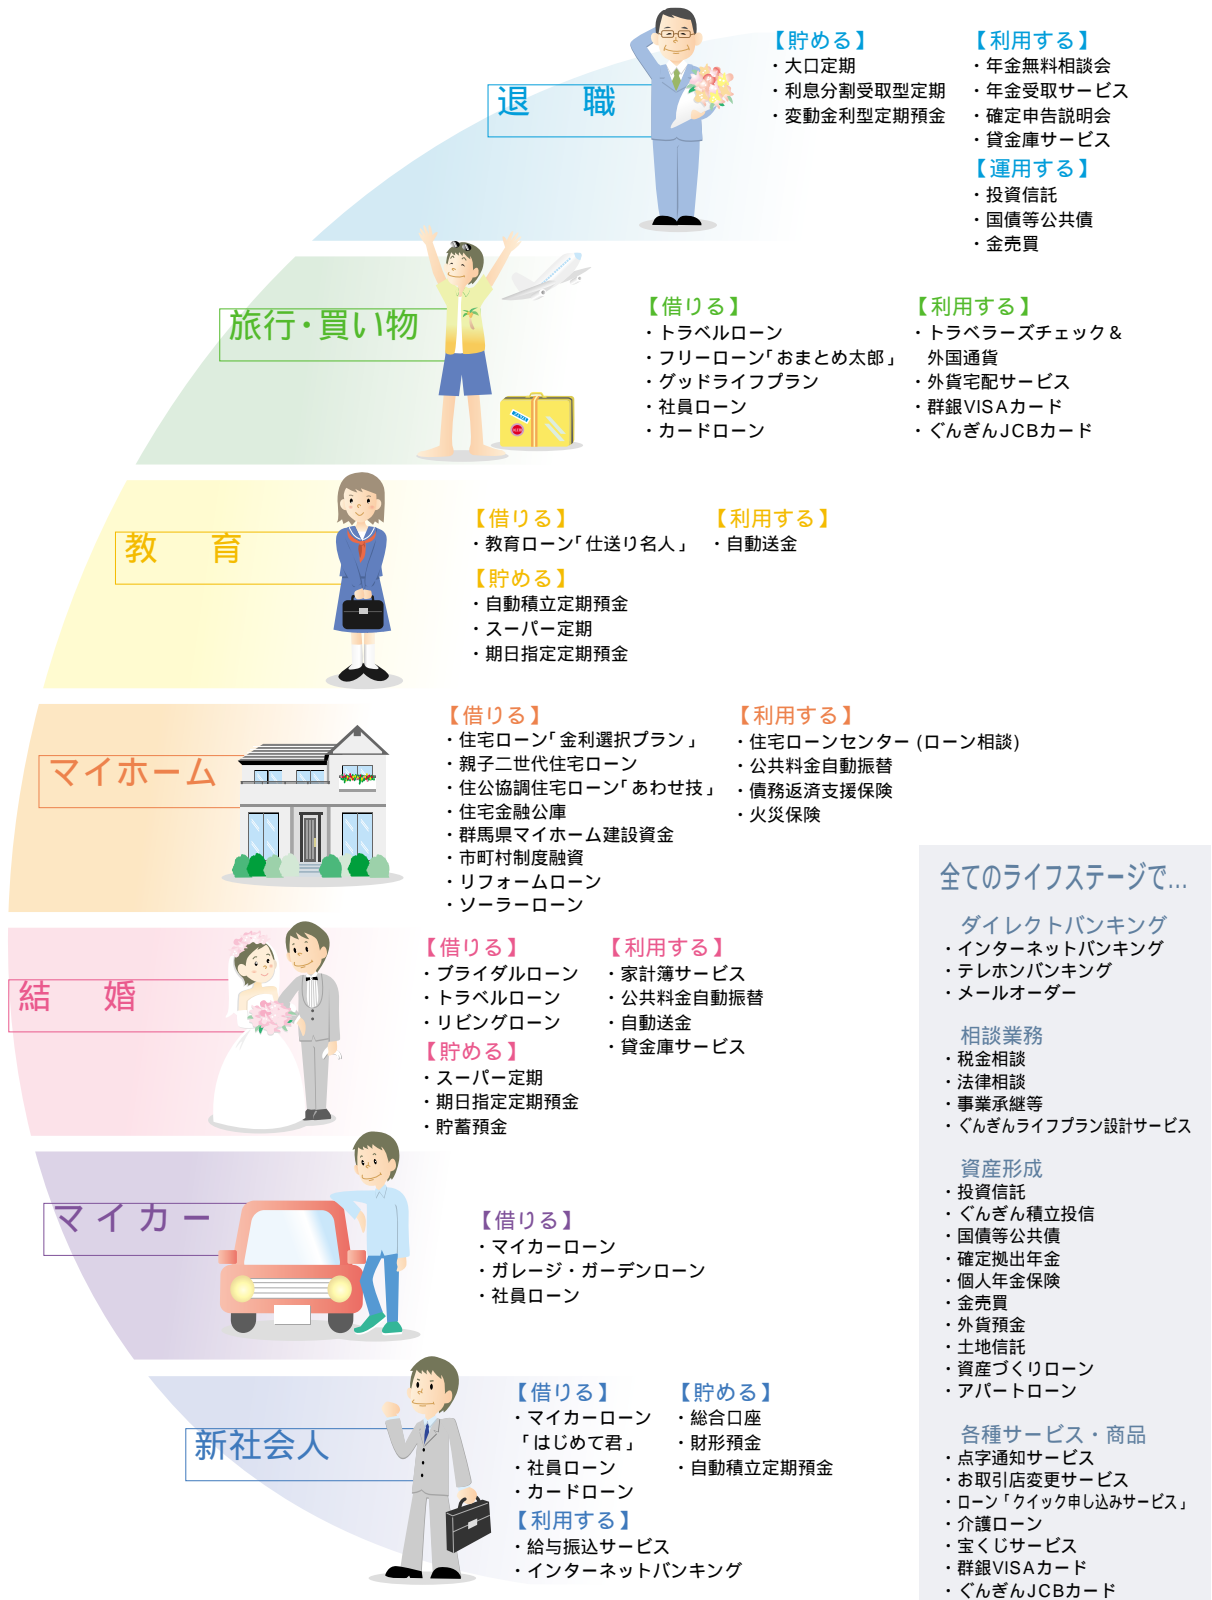 退　職
【貯める】
・大口定期
・利息分割受取型定期
・変動金利型定期預金
【利用する】
・年金無料相談会
・年金受取サービス
・確定申告説明会
・貸金庫サービス
【運用する】
・投資信託
・国債等公共債
・金売買
旅行・買い物
【借りる】
・トラベルローン
・フリーローン「おまとめ太郎」
・グッドライフプラン
・社員ローン
・カードローン
【利用する】
・トラベラーズチェック＆
外国通貨
・外貨宅配サービス
・群銀VISAカード
・ぐんぎんJCBカード
教　育
【借りる】
・教育ローン「仕送り名人」
【利用する】
・自動送金
【貯める】
・自動積立定期預金
・スーパー定期
・期日指定定期預金
マイホーム
【借りる】
・住宅ローン「金利選択プラン」
・親子二世代住宅ローン
・住公協調住宅ローン「あわせ技」
・住宅金融公庫
・群馬県マイホーム建設資金
・市町村制度融資
・リフォームローン
・ソーラーローン
【利用する】
・住宅ローンセンター (ローン相談)
・公共料金自動振替
・債務返済支援保険
・火災保険
結　婚
【借りる】
・ブライダルローン
・トラベルローン
・リビングローン
【貯める】
・スーパー定期
・期日指定定期預金
・貯蓄預金
【利用する】
・家計簿サービス
・公共料金自動振替
・自動送金
・貸金庫サービス
マイカー
【借りる】
・マイカーローン
・ガレージ・ガーデンローン
・社員ローン
新社会人
【借りる】
・マイカーローン
「はじめて君」
・社員ローン
・カードローン
【貯める】
・総合口座
・財形預金
・自動積立定期預金
【利用する】
・給与振込サービス
・インターネットバンキング
全てのライフステージで...
ダイレクトバンキング
・インターネットバンキング
・テレホンバンキング
・メールオーダー
相談業務
・税金相談
・法律相談
・事業承継等
・ぐんぎんライフプラン設計サービス
資産形成
・投資信託
・ぐんぎん積立投信
・国債等公共債
・確定拠出年金
・個人年金保険
・金売買
・外貨預金
・土地信託
・資産づくりローン
・アパートローン
各種サービス・商品
・点字通知サービス
・お取引店変更サービス
・ローン「クイック申し込みサービス」
・介護ローン
・宝くじサービス
・群銀VISAカード
・ぐんぎんJCBカード